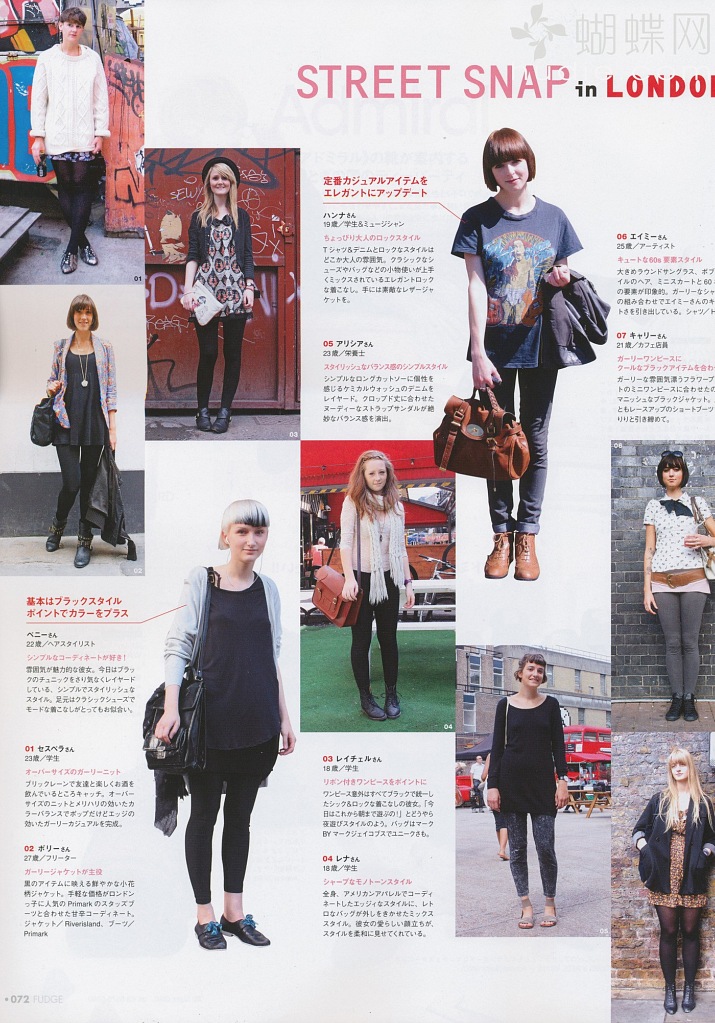 蝴蝶网
STREET SNAP in LONDON
定番カジュアルアイテムを
エレガントにアップデート
ハンナさん
19歳／学生&ミュージシャン
ちょっぴり大人のロックスタイル
Tシャツ&デニムとロックなスタイルは
どこか大人の雰囲気。クラシックなシ
ューズやバッグなどの小物使いが上手
くミックスされているエレガントロック
な着こなし。手には素敵なレザージャ
ケットを。
05 アリシアさん
23歳／栄養士
スタイリッシュなバランス感のシンプルスタイル
シンプルなロングカットソーに個性を
感じるケミカルウォッシュのデニムを
レイヤード。クロップド丈に合わせた
ヌーディーなストラップサンダルが絶
妙なバランス感を演出。
06 エイミーさん
25歳／アーティスト
キュートな60s 要素スタイル
大きめラウンドサングラス、ボブ
イルのヘア、ミニスカートと60
の要素が印象的。ガーリーなシャ
の組み合わせでエイミーさんのキ
トさを引き出している。シャツ／H
07 キャリーさん
21歳／カフェ店員
ガーリーワンピースに
クールなブラックアイテムを合わ
ガーリーな雰囲気漂うフラワープ
トのミニワンピースに合わせたの
マニッシュなブラックジャケット。
ともレースアップのショートブーツ
りりと引き締めて。
01
02
03
04
05
06
07
基本はブラックスタイル
ポイントでカラーをプラス
ペニーさん
22歳／ヘアスタイリスト
シンプルなコーディネートが好き！
雰囲気が魅力的な彼女。今日はブラッ
クのチュニックをさり気なくレイヤード
している、シンプルでスタイリッシュな
スタイル。足元はクラシックシューズで
モードな着こなしがとってもお似合い。
01 セスペラさん
23歳／学生
オーバーサイズのガーリーニット
ブリックレーンで友達と楽しくお酒を
飲んでいるところキャッチ。オーバー
サイズのニットとメリハリの効いたカ
ラーバランスでポップだけどエッジの
効いたガーリーカジュアルを完成。
02 ポリーさん
27歳／フリーター
ガーリージャケットが主役
黒のアイテムに映える鮮やかな小花
柄ジャケット。手軽な価格がロンドン
っ子に人気の Primark のスタッズブ
ーツと合わせた甘辛コーディネート。
ジャケット／ Riverisland、ブーツ／
Primark
03 レイチェルさん
18歳／学生
リボン付きワンピースをポイントに
ワンピース意外はすべてブラックで統一し
たシック&ロックな着こなしの彼女。「今
日はこれから朝まで遊ぶの！」とどうやら
夜遊びスタイルのよう。バッグはマーク
BY マークジェイコブスでユニークさも。
04 レナさん
18歳／学生
シャープなモノトーンスタイル
全身、アメリカンアパレルでコーディ
ネートしたエッジィなスタイルに、レト
ロなバッグが外しをきかせたミックス
スタイル。彼女の愛らしい顔立ちが、
スタイルを柔和に見せてくれている。
072 FUDGE